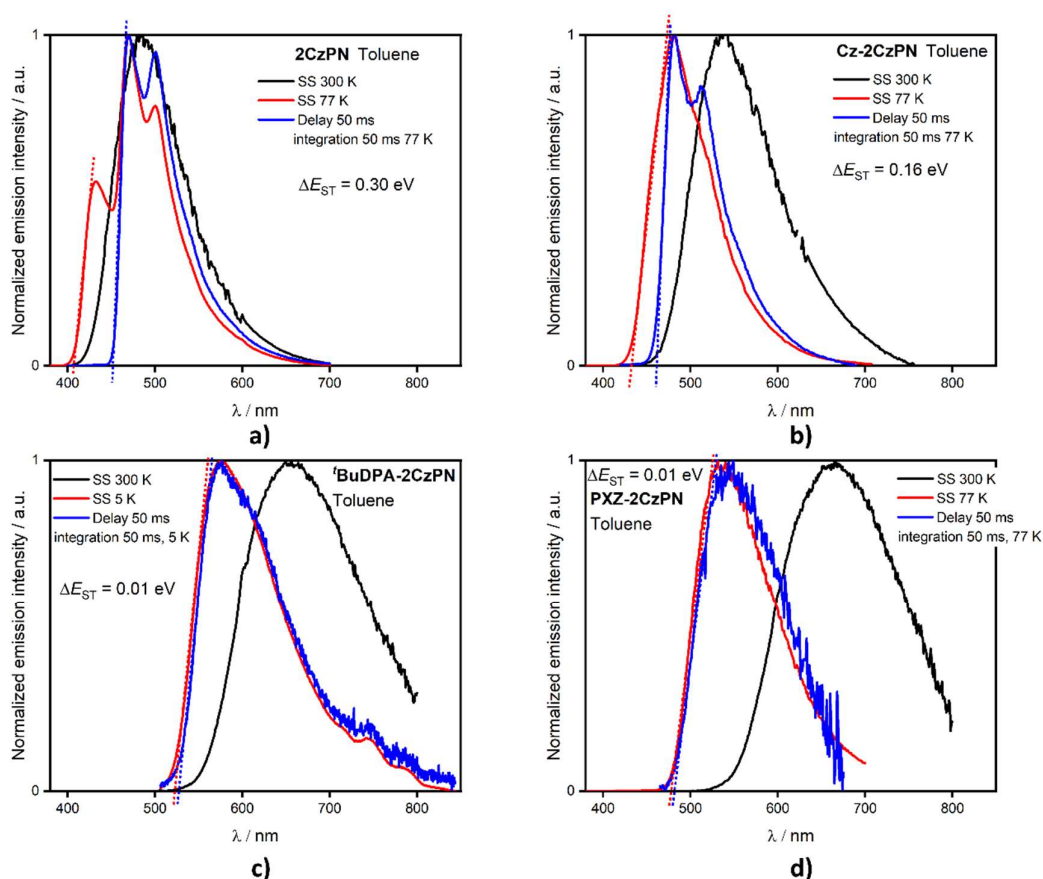 2CzPN Toluene
SS 300 K
SS 77 K
Delay 50 ms
integration 50 ms 77 K
ΔE_ST = 0.30 eV
Normalized emission intensity / a.u.
1
0
400 500 600 700 800
λ / nm
a)
Cz-2CzPN Toluene
SS 300 K
SS 77 K
Delay 50 ms
integration 50 ms 77 K
ΔE_ST = 0.16 eV
Normalized emission intensity / a.u.
1
0
400 500 600 700 800
λ / nm
b)
ᵗBuDPA-2CzPN
Toluene
SS 300 K
SS 5 K
Delay 50 ms
integration 50 ms, 5 K
ΔE_ST = 0.01 eV
Normalized emission intensity / a.u.
1
0
400 500 600 700 800
λ / nm
c)
ΔE_ST = 0.01 eV
PXZ-2CzPN
Toluene
SS 300 K
SS 77 K
Delay 50 ms
integration 50 ms, 77 K
Normalized emission intensity / a.u.
1
0
400 500 600 700 800
λ / nm
d)